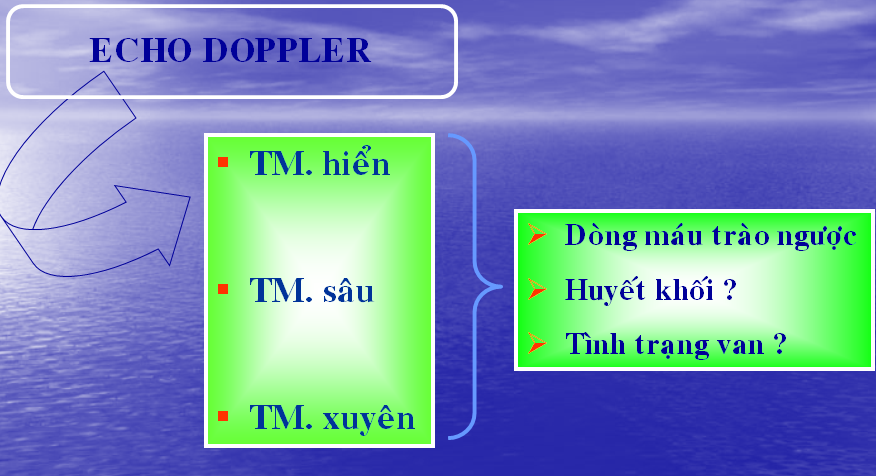 ECHO DOPPLER
TM. hiển
TM. sâu
TM. xuyên
Dòng máu trào ngược
Huyết khối ?
Tình trạng van ?